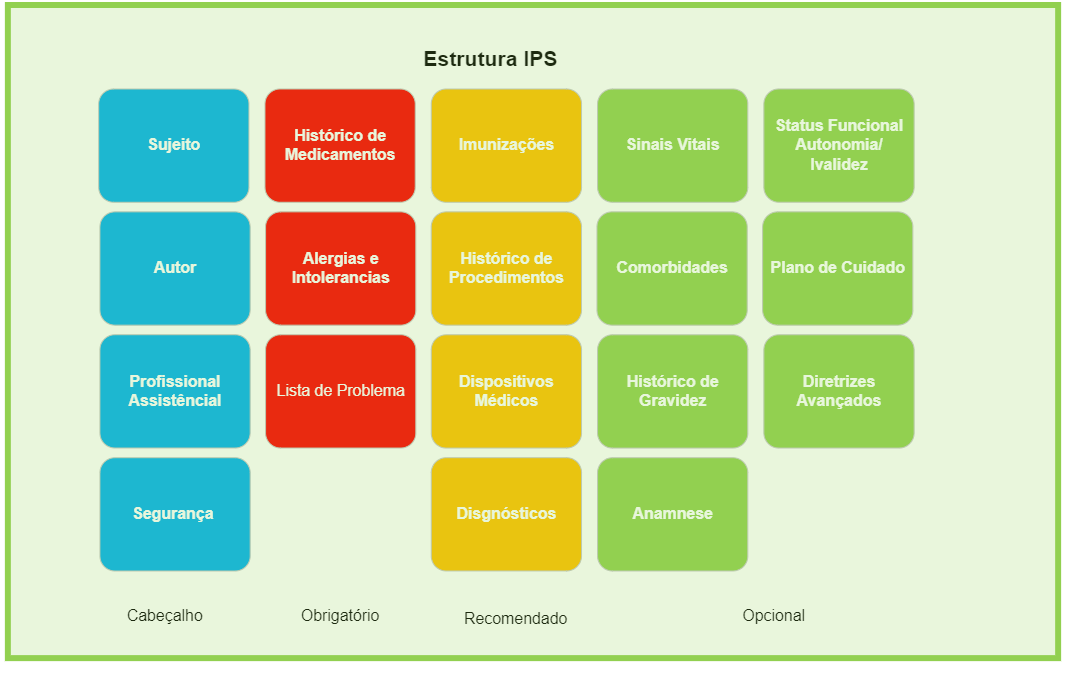 Estrutura IPS
Sujeito
Histórico de
Medicamentos
Imunizações
Sinais Vitais
Status Funcional
Autonomia/
Ivalidez
Autor
Alergias e
Intolerancias
Histórico de
Procedimentos
Comorbidades
Plano de Cuidado
Profissional
Assistêncial
Lista de Problema
Dispositivos
Médicos
Histórico de
Gravidez
Diretrizes
Avançados
Segurança
Disgnósticos
Anamnese
Cabeçalho
Obrigatório
Recomendado
Opcional